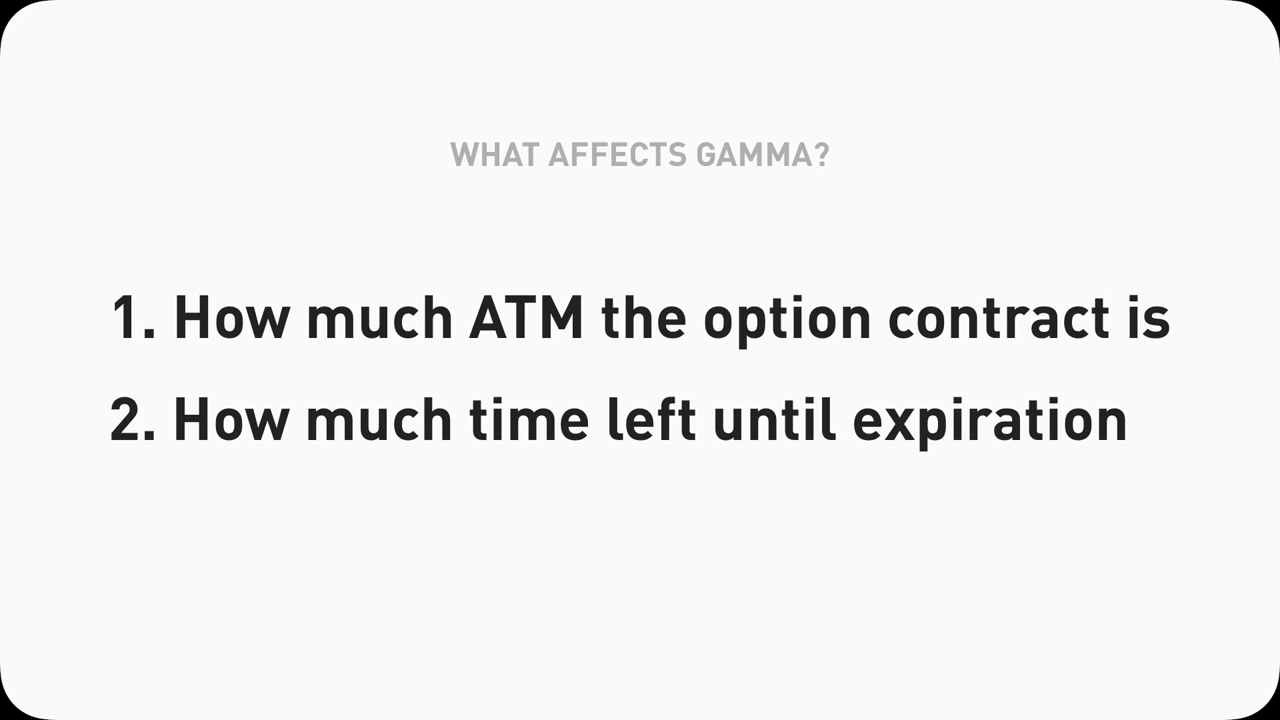 WHAT AFFECTS GAMMA?
1. How much ATM the option contract is
2. How much time left until expiration